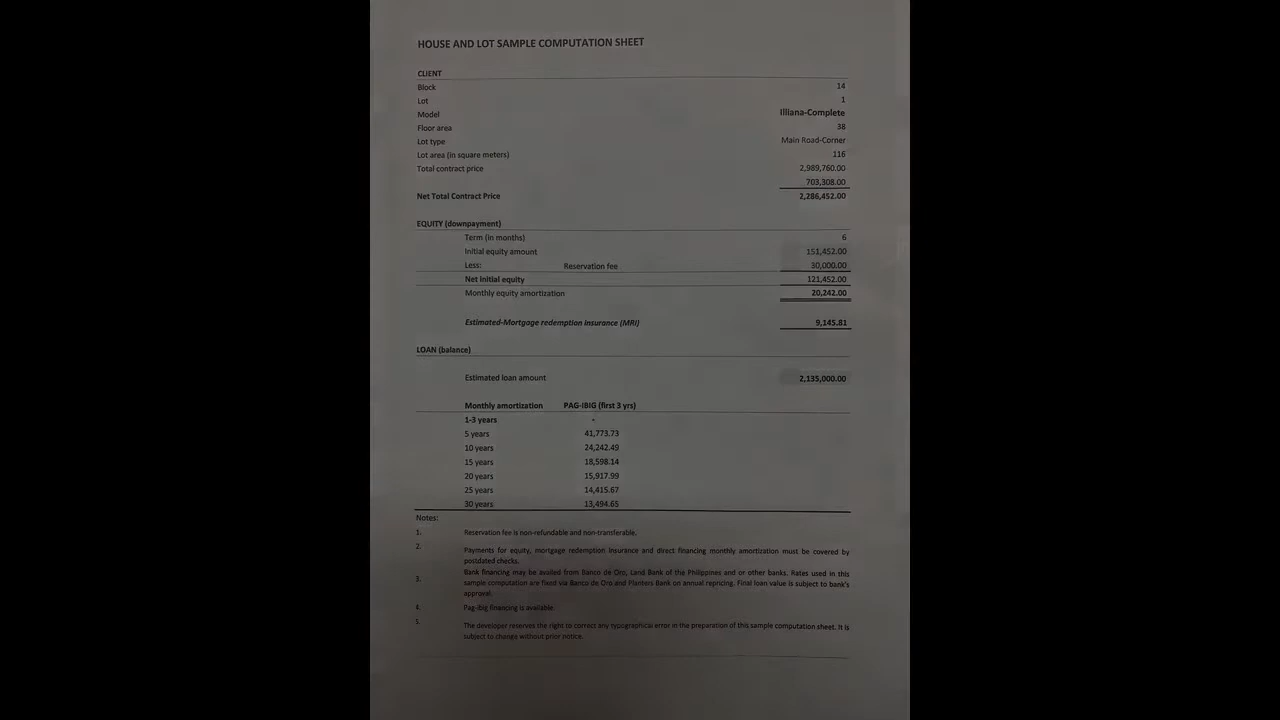 HOUSE AND LOT SAMPLE COMPUTATION SHEET
CLIENT
Block 14
Lot 1
Model Illiana-Complete
Floor area 38
Lot type Main Road-Corner
Lot area (in square meters) 116
Total contract price 2,989,760.00
703,308.00
Net Total Contract Price 2,286,452.00
EQUITY (downpayment)
Term (in months) 6
Initial equity amount 151,452.00
Less: Reservation fee 30,000.00
Net initial equity 121,452.00
Monthly equity amortization 20,242.00
Estimated-Mortgage redemption insurance (MRI) 9,145.81
LOAN (balance)
Estimated loan amount 2,135,000.00
Monthly amortization PAG-IBIG (first 3 yrs)
1-3 years -
5 years 41,773.73
10 years 24,242.49
15 years 18,598.14
20 years 15,917.99
25 years 14,415.67
30 years 13,494.65
Notes:
1. Reservation fee is non-refundable and non-transferable.
2. Payments for equity, mortgage redemption insurance and direct financing monthly amortization must be covered by
postdated checks.
Bank financing may be availed from Banco de Oro, Land Bank of the Philippines and or other banks. Rates used in this
3. sample computation are fixed via Banco de Oro and Planters Bank on annual repricing. Final loan value is subject to bank's
approval.
4. Pag-ibig financing is available.
5. The developer reserves the right to correct any typographical error in the preparation of this sample computation sheet. It is
subject to change without prior notice.